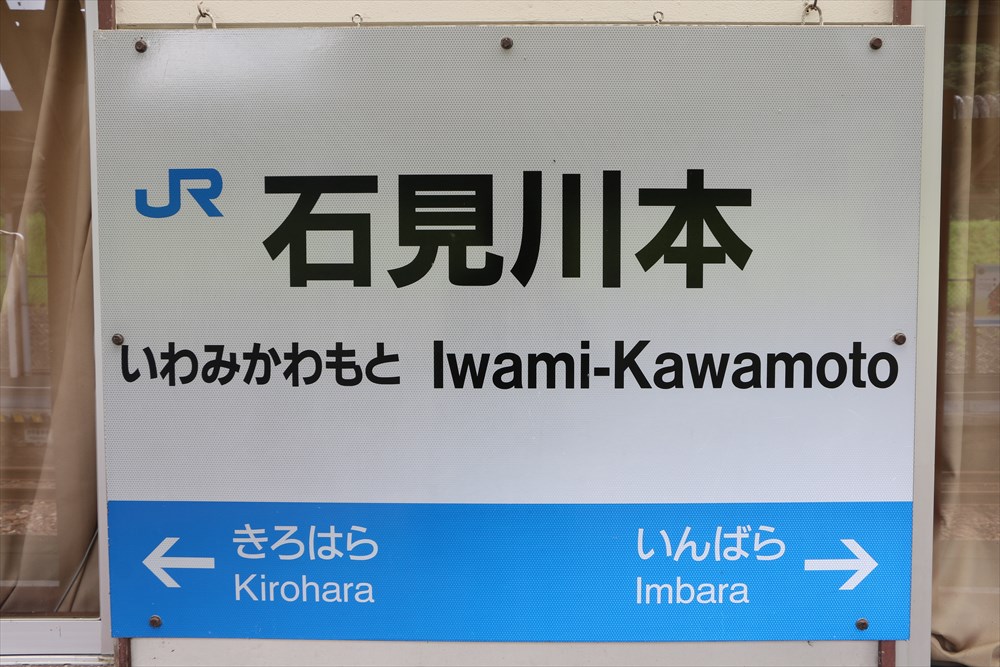 JR 石見川本
いわみかわもと Iwami-Kawamoto
← きろはら いんばら →
Kirohara Imbara